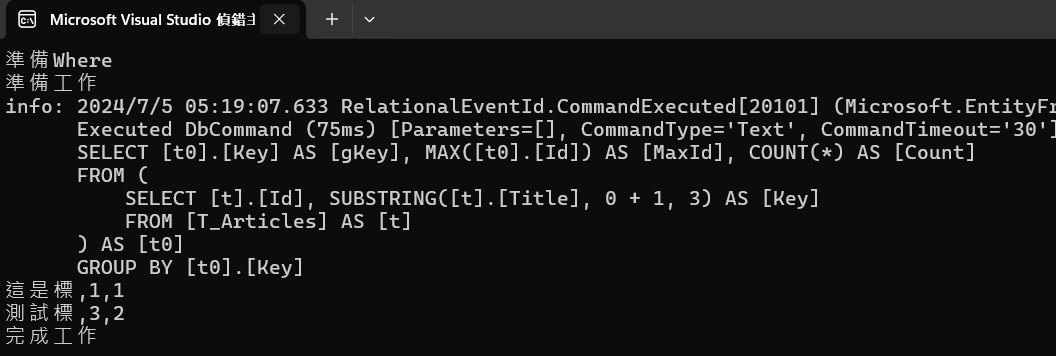 Microsoft Visual Studio 偵錯主
準備Where
準備工作
info: 2024/7/5 05:19:07.633 RelationalEventId.CommandExecuted[20101] (Microsoft.EntityFr
Executed DbCommand (75ms) [Parameters=[], CommandType='Text', CommandTimeout='30']
SELECT [t0].[Key] AS [gKey], MAX([t0].[Id]) AS [MaxId], COUNT(*) AS [Count]
FROM (
SELECT [t].[Id], SUBSTRING([t].[Title], 0 + 1, 3) AS [Key]
FROM [T_Articles] AS [t]
) AS [t0]
GROUP BY [t0].[Key]
這是標,1,1
測試標,3,2
完成工作